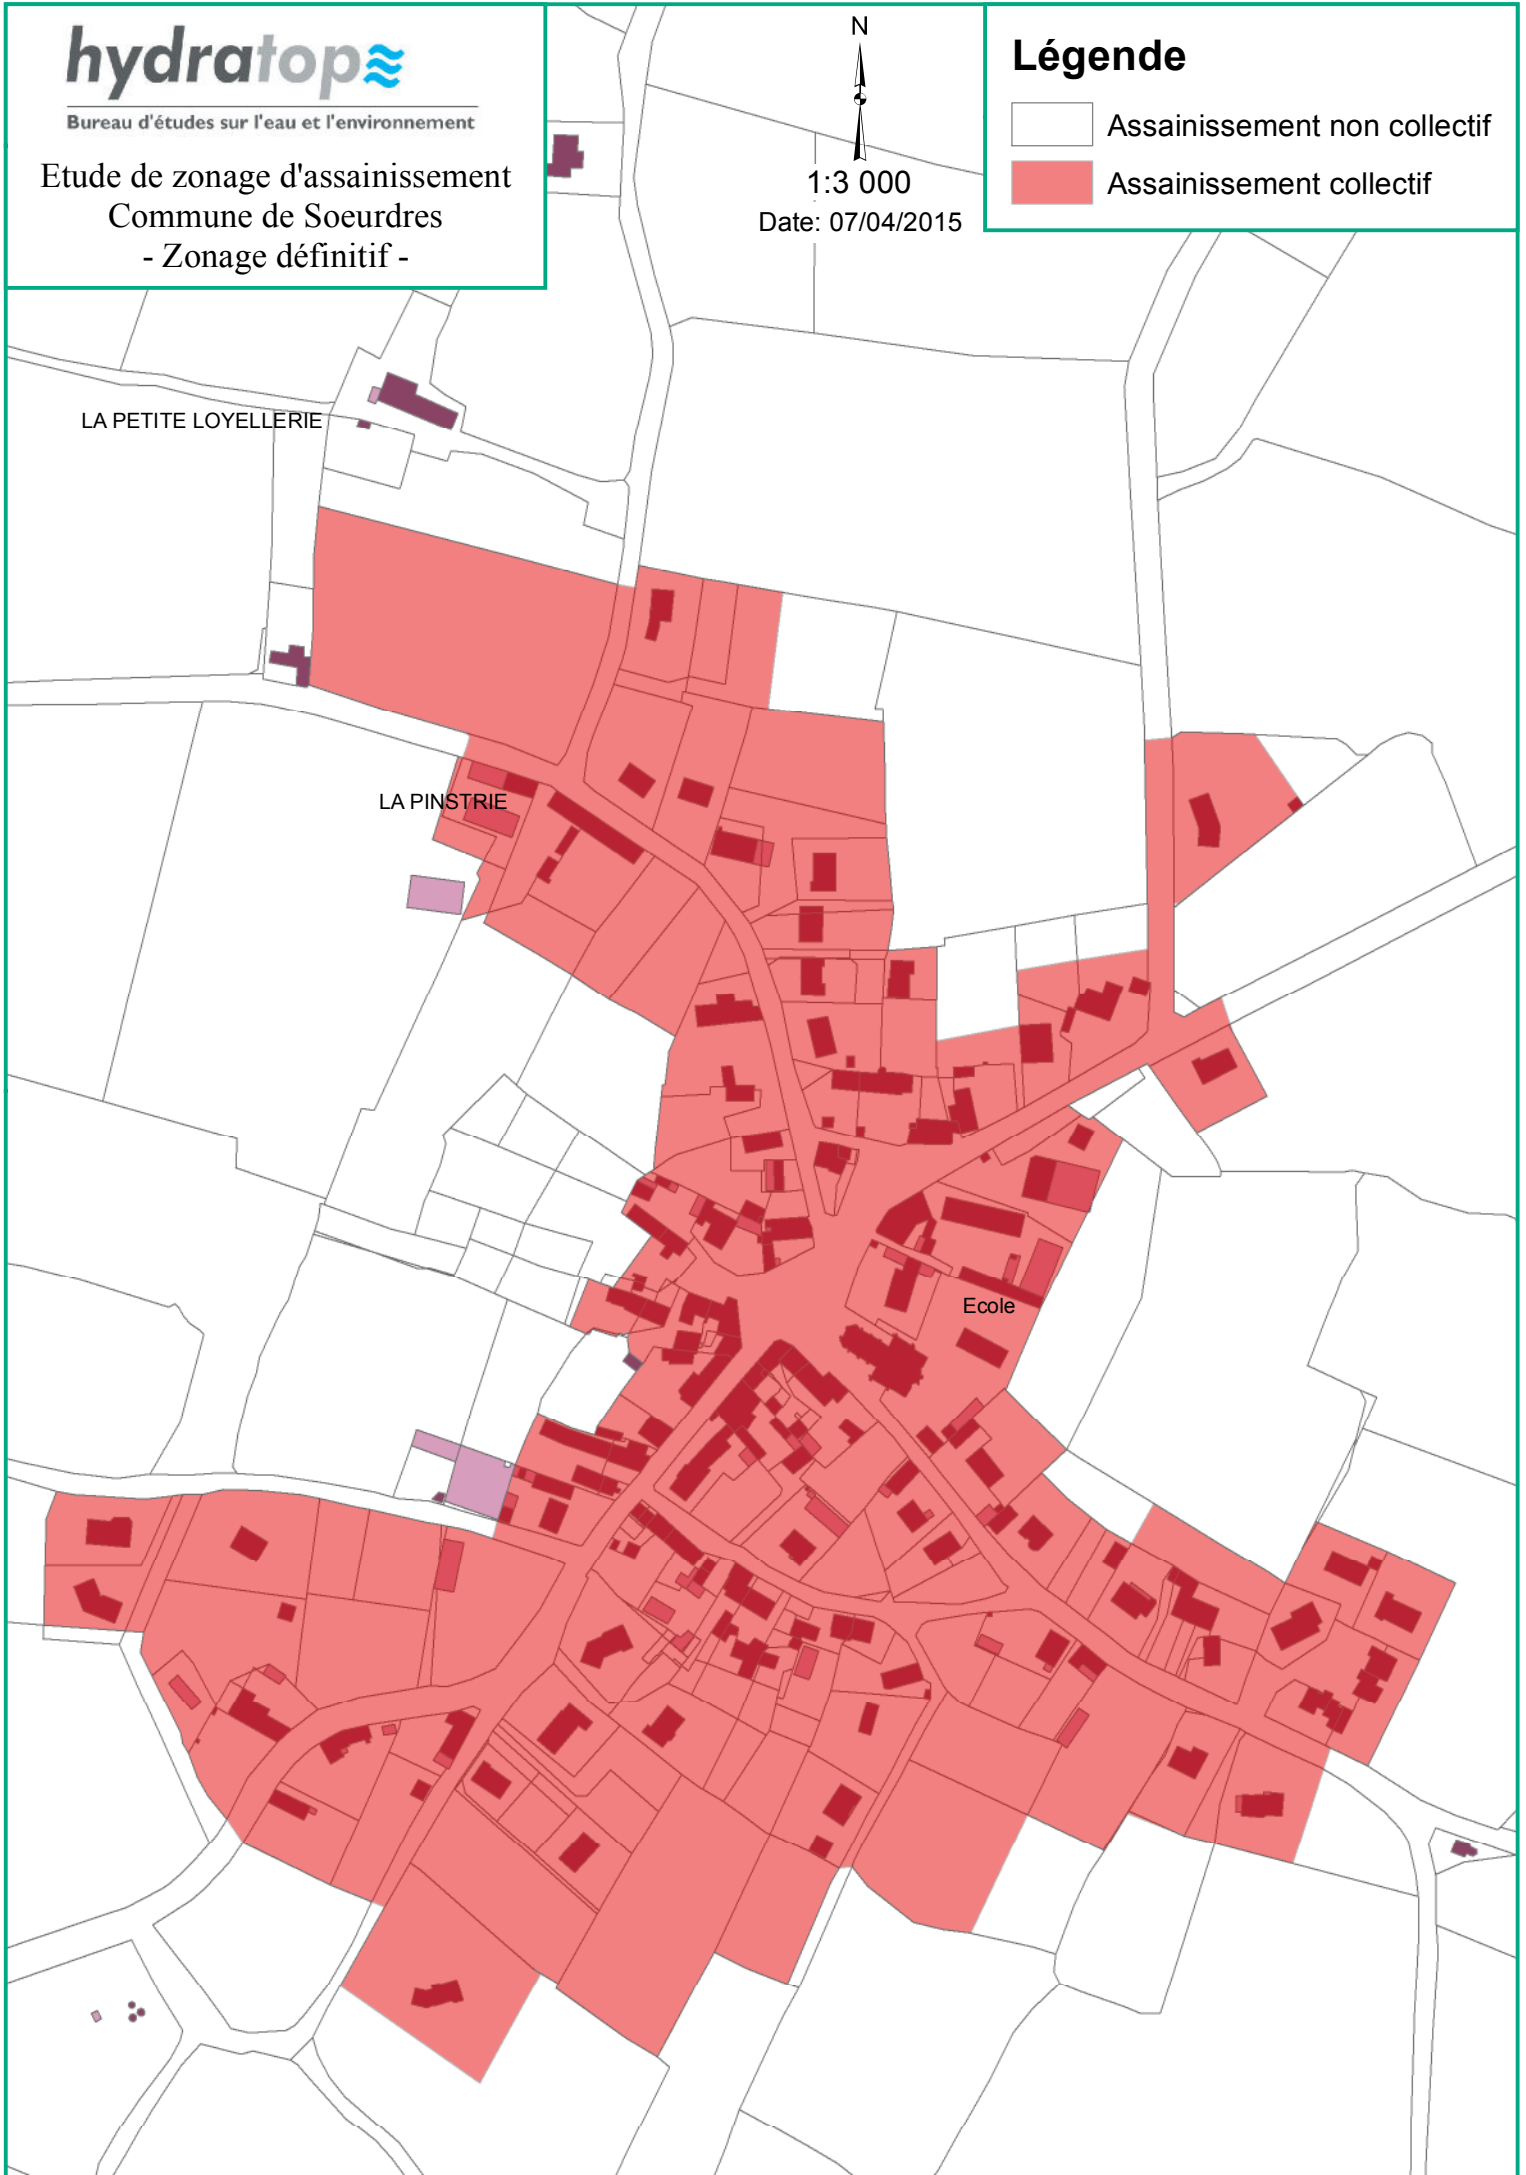 hydratop
Bureau d'études sur l'eau et l'environnement
Etude de zonage d'assainissement
Commune de Soeurdres
- Zonage définitif -
N
1:3 000
Date: 07/04/2015
Légende
Assainissement non collectif
Assainissement collectif
LA PETITE LOYELLERIE
LA PINSTRIE
Ecole